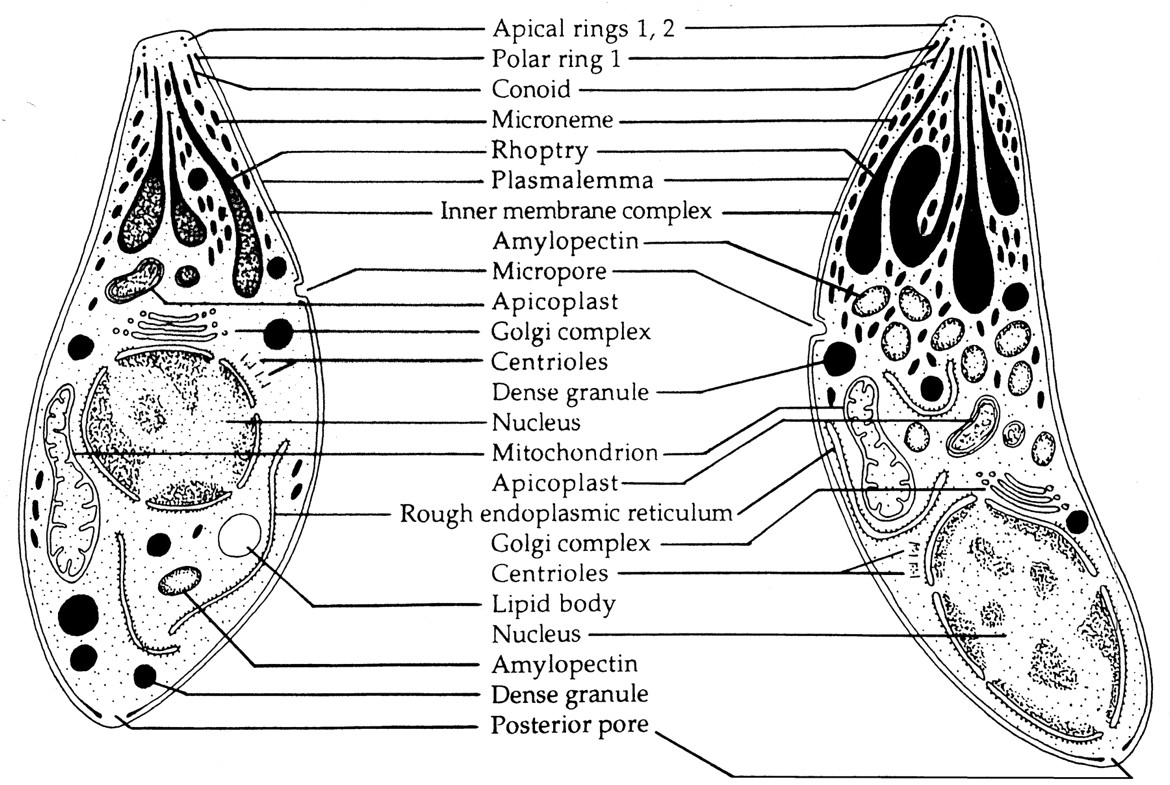 Apical rings 1, 2
Polar ring 1
Conoid
Microneme
Rhoptry
Plasmalemma
Inner membrane complex
Amylopectin
Micropore
Apicoplast
Golgi complex
Centrioles
Dense granule
Nucleus
Mitochondrion
Apicoplast
Rough endoplasmic reticulum
Golgi complex
Centrioles
Lipid body
Nucleus
Amylopectin
Dense granule
Posterior pore